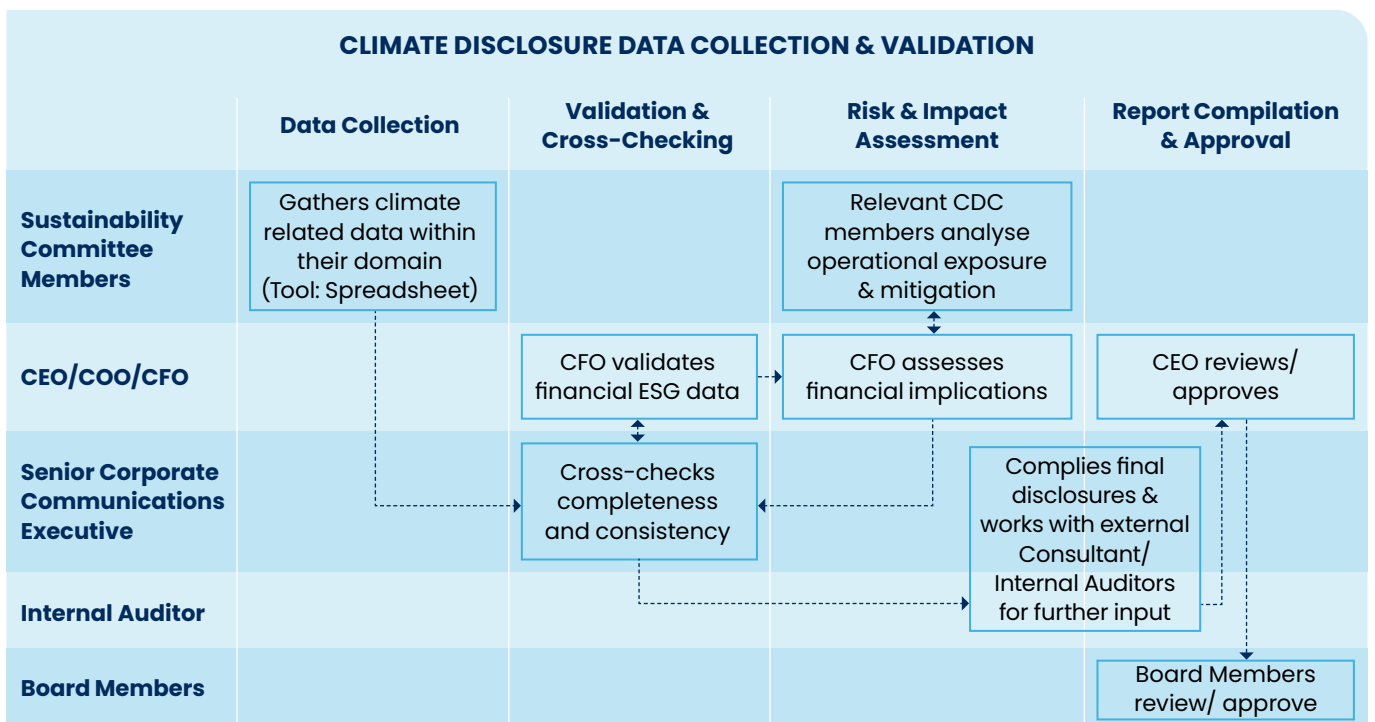 CLIMATE DISCLOSURE DATA COLLECTION & VALIDATION
Data Collection
Validation &
Cross-Checking
Risk & Impact
Assessment
Report Compilation
& Approval
Sustainability
Committee
Members
Gathers climate
related data within
their domain
(Tool: Spreadsheet)
Relevant CDC
members analyse
operational exposure
& mitigation
CEO/COO/CFO
CFO validates
financial ESG data
CFO assesses
financial implications
CEO reviews/
approves
Senior Corporate
Communications
Executive
Cross-checks
completeness
and consistency
Complies final
disclosures &
works with external
Consultant/
Internal Auditors
for further input
Internal Auditor
Board Members
Board Members
review/ approve